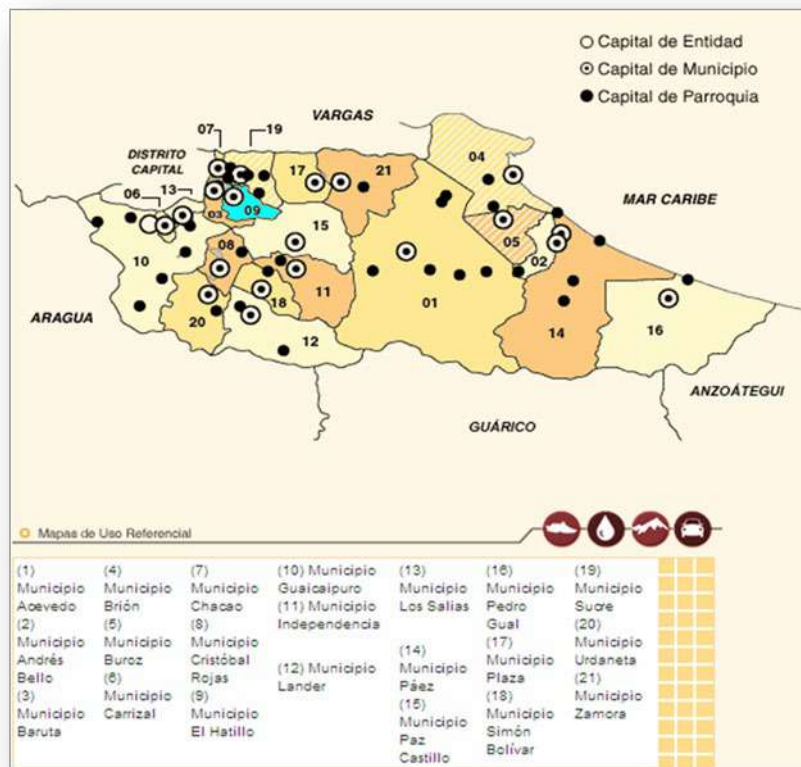 Capital de Entidad
Capital de Municipio
Capital de Parroquia
VARGAS
07
19
DISTRITO
CAPITAL
04
21
17
13
06
MAR CARIBE
03
09
05
15
02
10
08
01
11
18
ARAGUA
20
14
16
12
ANZOÁTEGUI
GUÁRICO
Mapas de Uso Referencial
(1)
Municipio
Acevedo
(2)
Municipio
Andrés
Bello
(3)
Municipio
Baruta
(4)
Municipio
Brión
(5)
Municipio
Buroz
(6)
Municipio
Carrizal
(7)
Municipio
Chacao
(8)
Municipio
Cristóbal
Rojas
(9)
Municipio
El Hatillo
(10) Municipio
Guaicaipuro
(11) Municipio
Independencia
(12) Municipio
Lander
(13)
Municipio
Los Salias
(14)
Municipio
Páez
(15)
Municipio
Paz
Castillo
(16)
Municipio
Pedro
Gual
(17)
Municipio
Plaza
(18)
Municipio
Simón
Bolívar
(19)
Municipio
Sucre
(20)
Municipio
Urdaneta
(21)
Municipio
Zamora